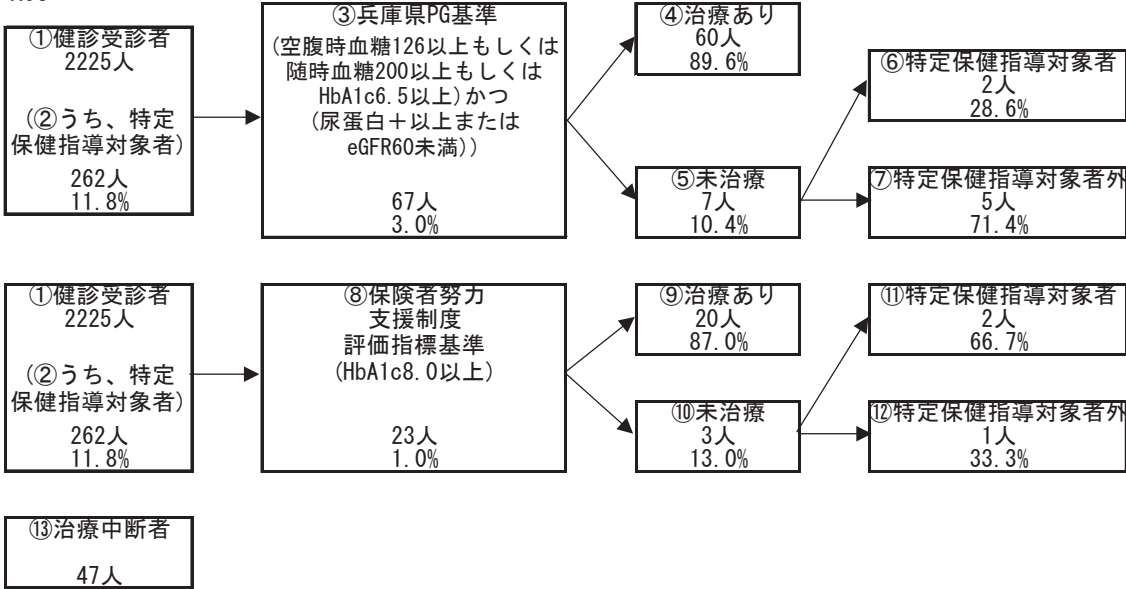 ①健診受診者
2225人
(②うち、特定
保健指導対象者)
262人
11.8%
③兵庫県PG基準
(空腹時血糖126以上もしくは
随時血糖200以上もしくは
HbA1c6.5以上)かつ
(尿蛋白+以上または
eGFR60未満))
67人
3.0%
④治療あり
60人
89.6%
⑤未治療
7人
10.4%
⑥特定保健指導対象者
2人
28.6%
⑦特定保健指導対象者外
5人
71.4%
①健診受診者
2225人
(②うち、特定
保健指導対象者)
262人
11.8%
⑧保険者努力
支援制度
評価指標基準
(HbA1c8.0以上)
23人
1.0%
⑨治療あり
20人
87.0%
⑩未治療
3人
13.0%
⑪特定保健指導対象者
2人
66.7%
⑫特定保健指導対象者外
1人
33.3%
⑬治療中断者
47人